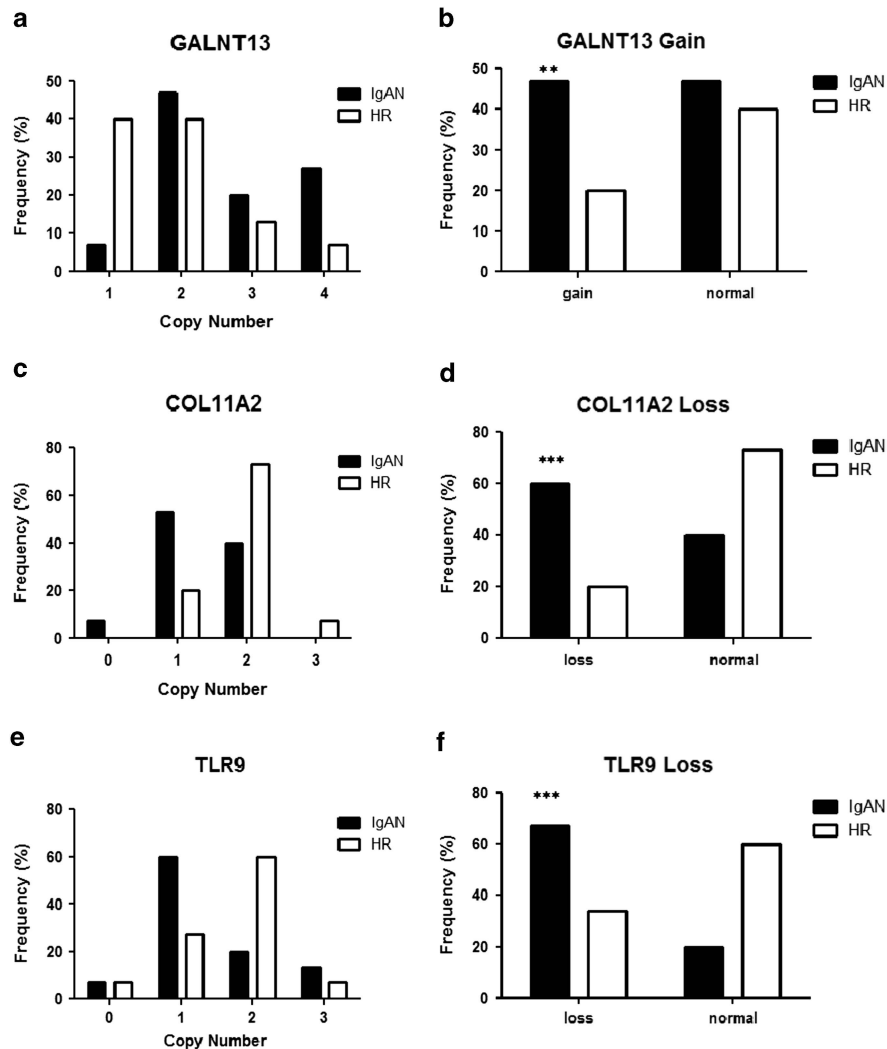 a
GALNT13
50
40
30
20
10
0
Frequency (%)
1 2 3 4
Copy Number
IgAN
HR
b
GALNT13 Gain
**
50
40
30
20
10
0
Frequency (%)
gain normal
IgAN
HR
c
COL11A2
80
60
40
20
0
Frequency (%)
0 1 2 3
Copy Number
IgAN
HR
d
COL11A2 Loss
***
80
60
40
20
0
Frequency (%)
loss normal
IgAN
HR
e
TLR9
80
60
40
20
0
Frequency (%)
0 1 2 3
Copy Number
IgAN
HR
f
TLR9 Loss
***
80
60
40
20
0
Frequency (%)
loss normal
IgAN
HR